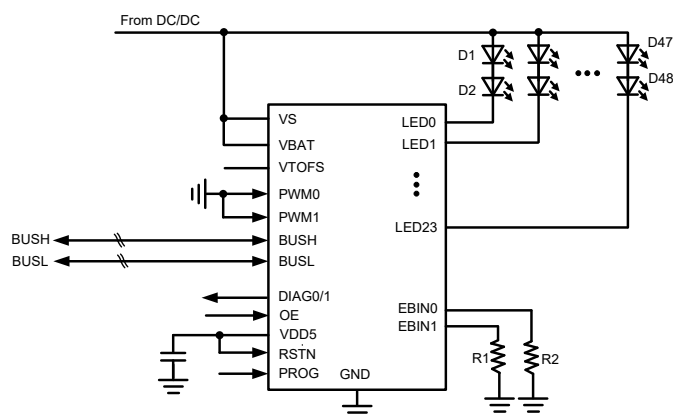 From DC/DC
D1
D47
D2
D48
VS
LED0
VBAT
LED1
VTOFS
PWM0
PWM1
LED23
BUSH
BUSH
BUSL
BUSL
DIAG0/1
OE
EBIN0
VDD5
EBIN1
RSTN
R1
R2
PROG
GND